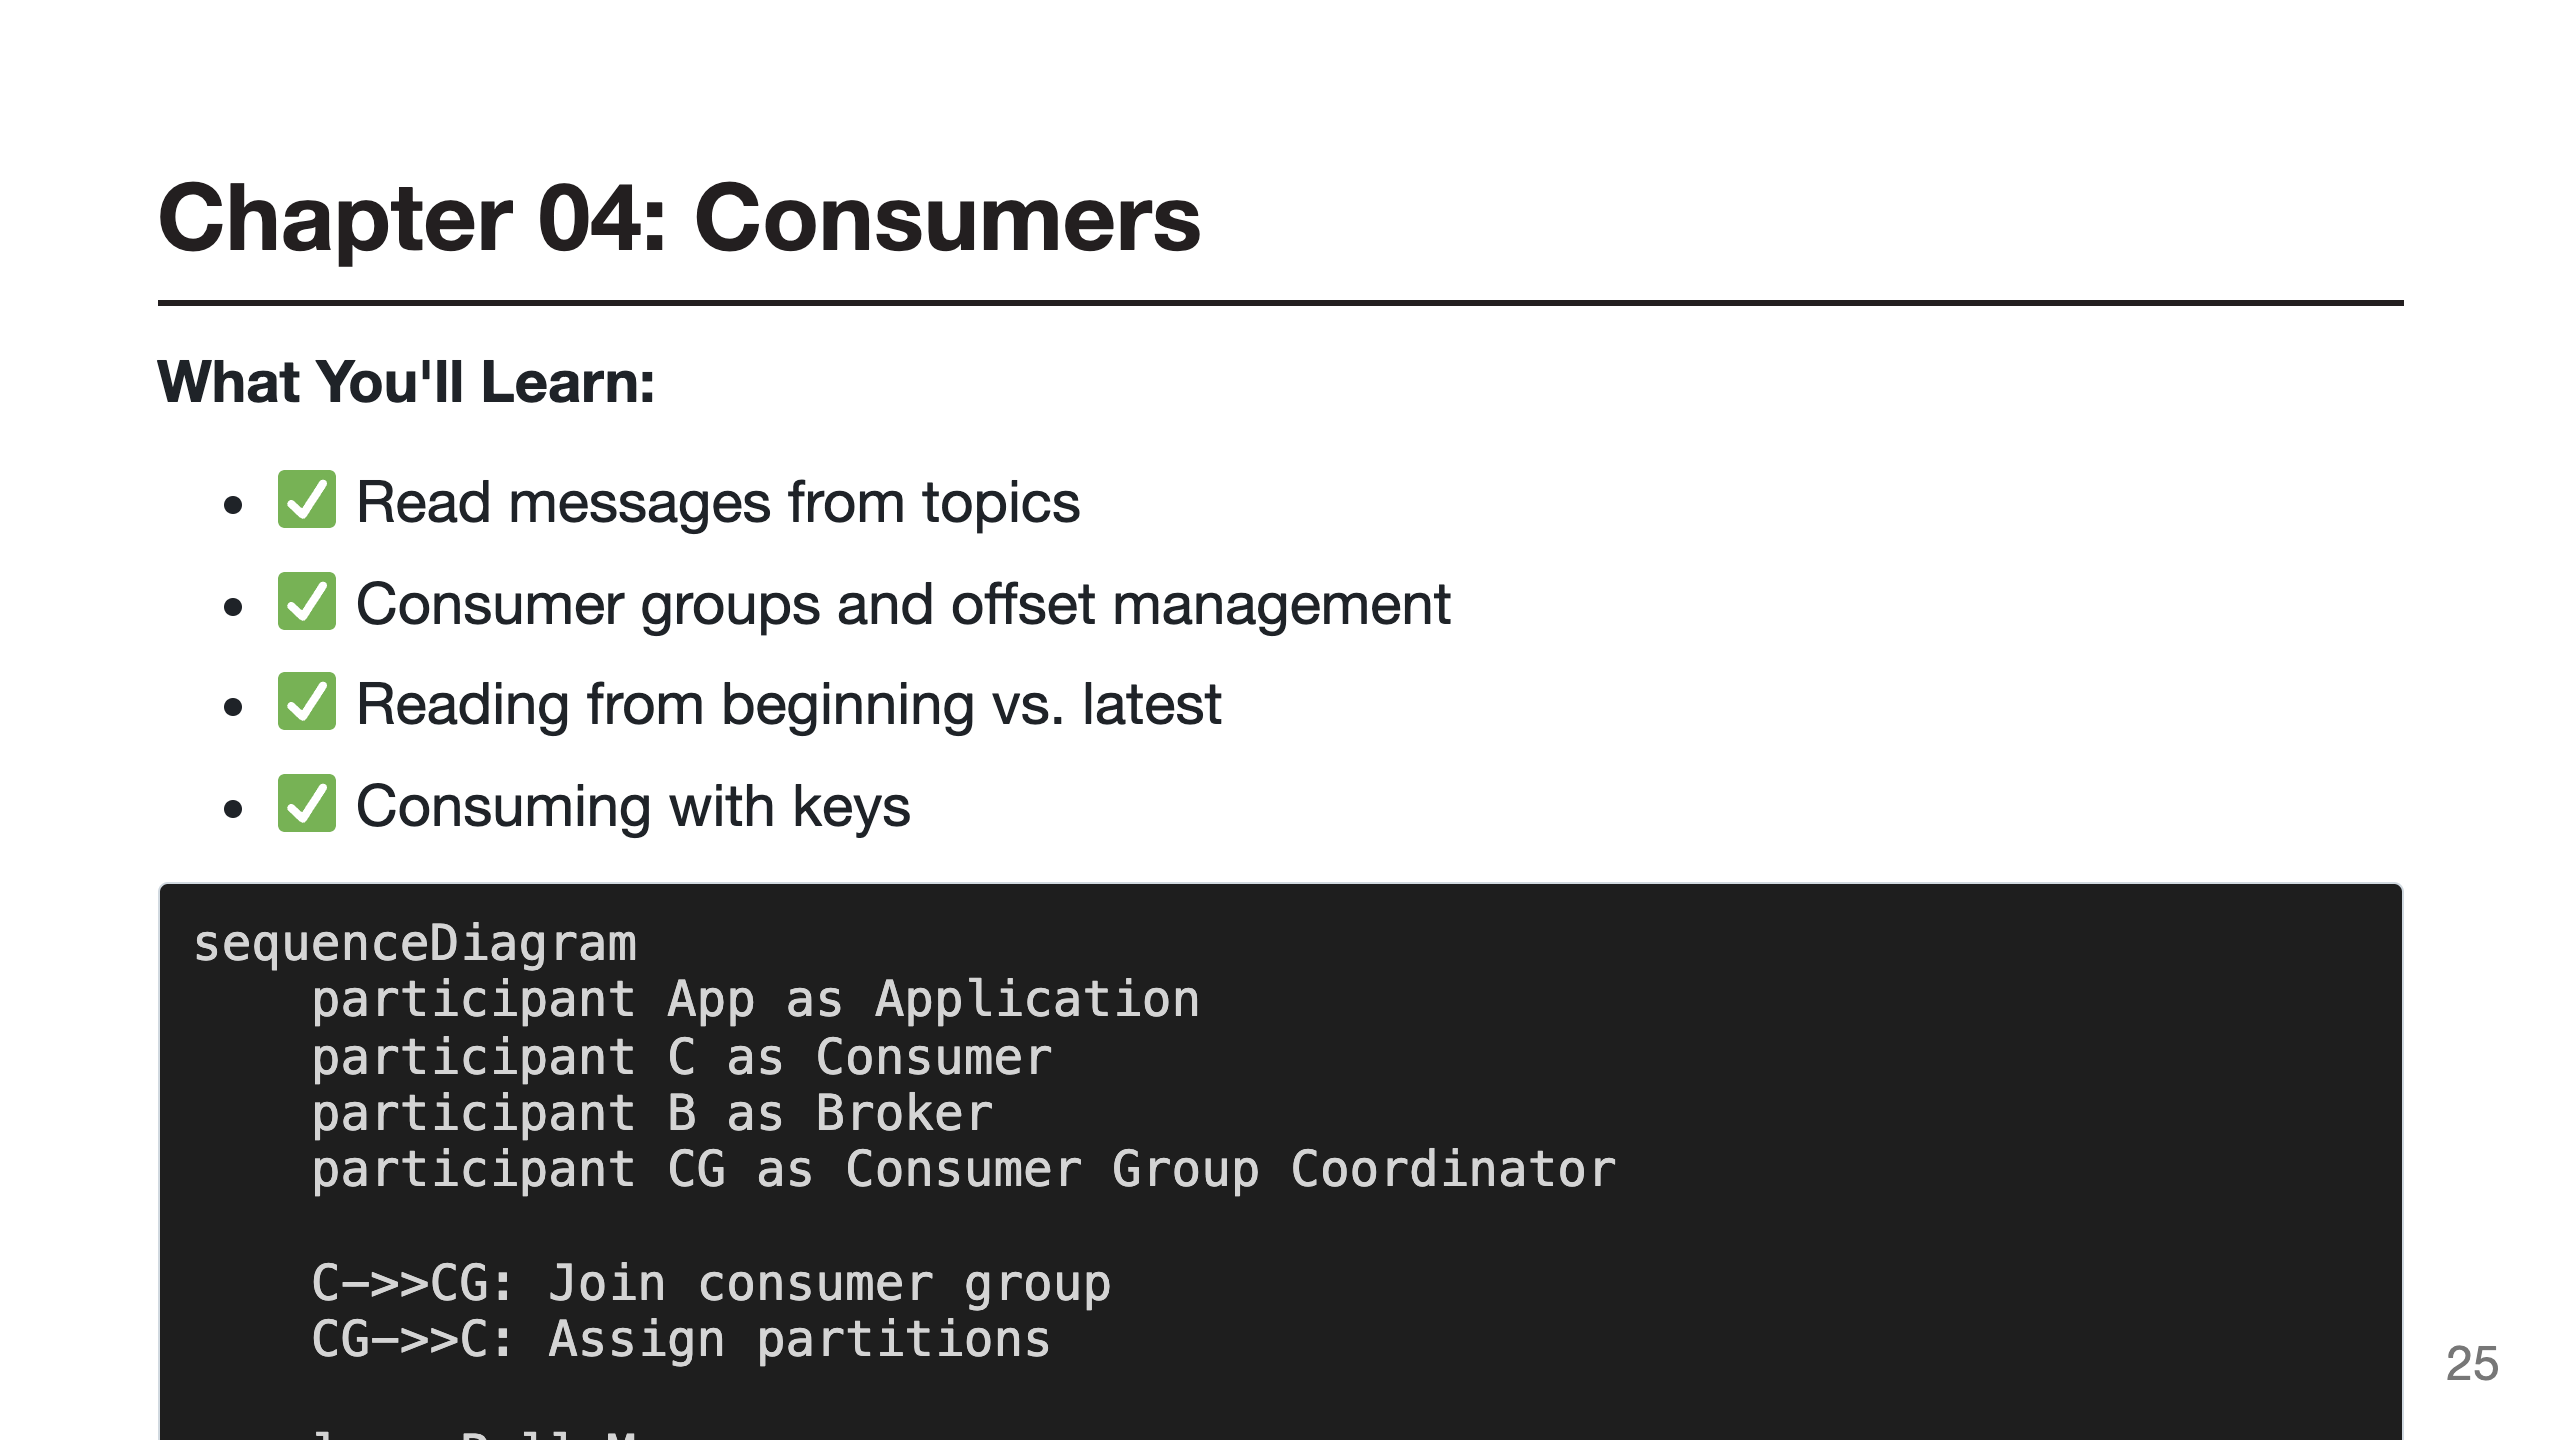 Chapter 04: Consumers
What You'll Learn:
• ✅ Read messages from topics
• ✅ Consumer groups and offset management
• ✅ Reading from beginning vs. latest
• ✅ Consuming with keys
sequenceDiagram
    participant App as Application
    participant C as Consumer
    participant B as Broker
    participant CG as Consumer Group Coordinator
    C->>CG: Join consumer group
    CG->>C: Assign partitions
25